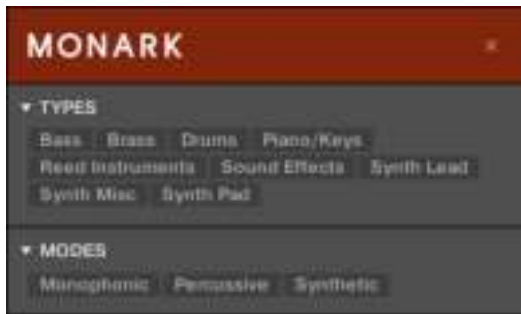 MONARK
TYPES
Bass Brass Drums Piano/Keys
Reed Instruments Sound Effects Synth Lead
Synth Misc Synth Pad
MODES
Monophonic Percussive Synthetic